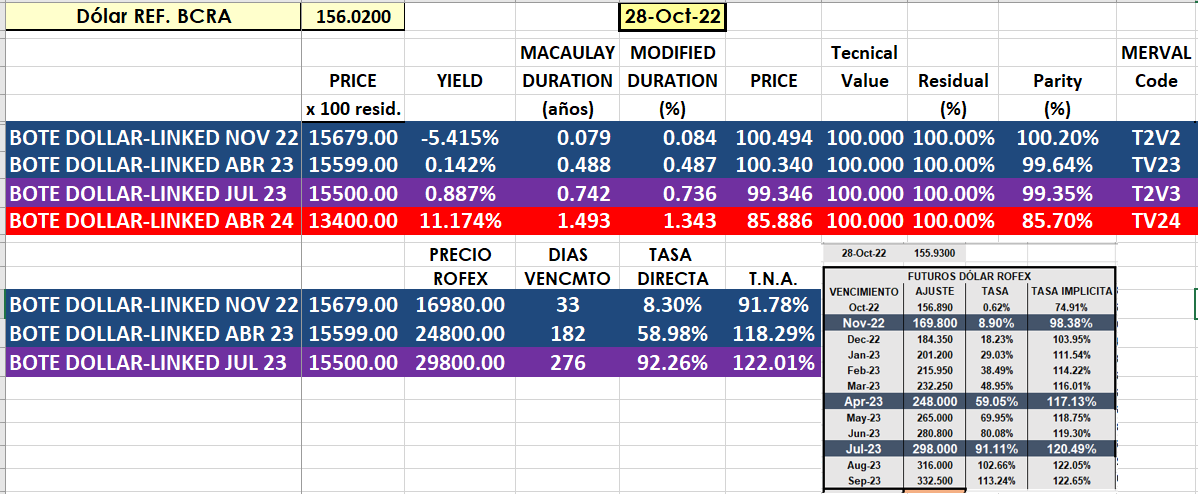 Dólar REF. BCRA 156.0200 28-Oct-22
MACAULAY MODIFIED Tecnical MERVAL
PRICE YIELD DURATION DURATION PRICE Value Residual Parity Code
x 100 resid. (años) (%) (%) (%)
BOTE DOLLAR-LINKED NOV 22 15679.00 -5.415% 0.079 0.084 100.494 100.000 100.00% 100.20% T2V2
BOTE DOLLAR-LINKED ABR 23 15599.00 0.142% 0.488 0.487 100.340 100.000 100.00% 99.64% TV23
BOTE DOLLAR-LINKED JUL 23 15500.00 0.887% 0.742 0.736 99.346 100.000 100.00% 99.35% T2V3
BOTE DOLLAR-LINKED ABR 24 13400.00 11.174% 1.493 1.343 85.886 100.000 100.00% 85.70% TV24
PRECIO DIAS TASA
ROFEX VENCMTO DIRECTA T.N.A.
BOTE DOLLAR-LINKED NOV 22 15679.00 16980.00 33 8.30% 91.78%
BOTE DOLLAR-LINKED ABR 23 15599.00 24800.00 182 58.98% 118.29%
BOTE DOLLAR-LINKED JUL 23 15500.00 29800.00 276 92.26% 122.01%
28-Oct-22 155.9300
FUTUROS DÓLAR ROFEX
VENCIMIENTO AJUSTE TASA TASA IMPLICITA
Oct-22 156.890 0.62% 74.91%
Nov-22 169.800 8.90% 98.38%
Dec-22 184.350 18.23% 103.95%
Jan-23 201.200 29.03% 111.54%
Feb-23 215.950 38.49% 114.22%
Mar-23 232.250 48.95% 116.01%
Apr-23 248.000 59.05% 117.13%
May-23 265.000 69.95% 118.75%
Jun-23 280.800 80.08% 119.30%
Jul-23 298.000 91.11% 120.49%
Aug-23 316.000 102.66% 122.05%
Sep-23 332.500 113.24% 122.65%